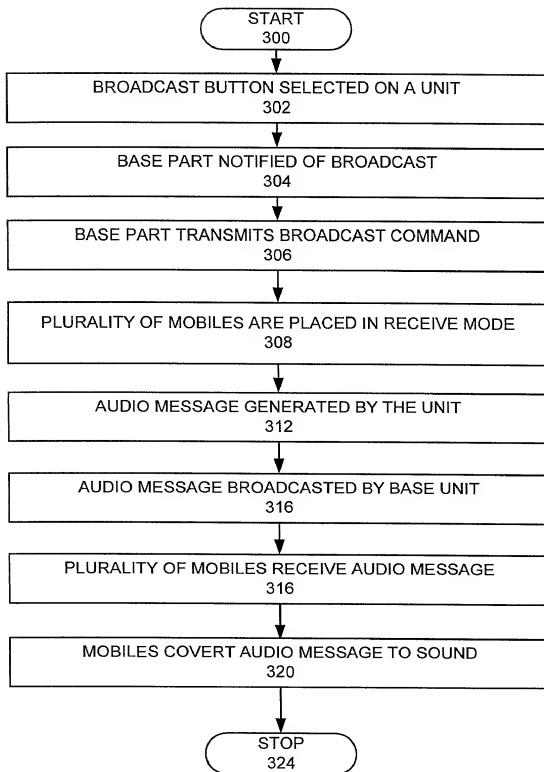 START
300
BROADCAST BUTTON SELECTED ON A UNIT
302
BASE PART NOTIFIED OF BROADCAST
304
BASE PART TRANSMITS BROADCAST COMMAND
306
PLURALITY OF MOBILES ARE PLACED IN RECEIVE MODE
308
AUDIO MESSAGE GENERATED BY THE UNIT
312
AUDIO MESSAGE BROADCASTED BY BASE UNIT
316
PLURALITY OF MOBILES RECEIVE AUDIO MESSAGE
316
MOBILES COVERT AUDIO MESSAGE TO SOUND
320
STOP
324